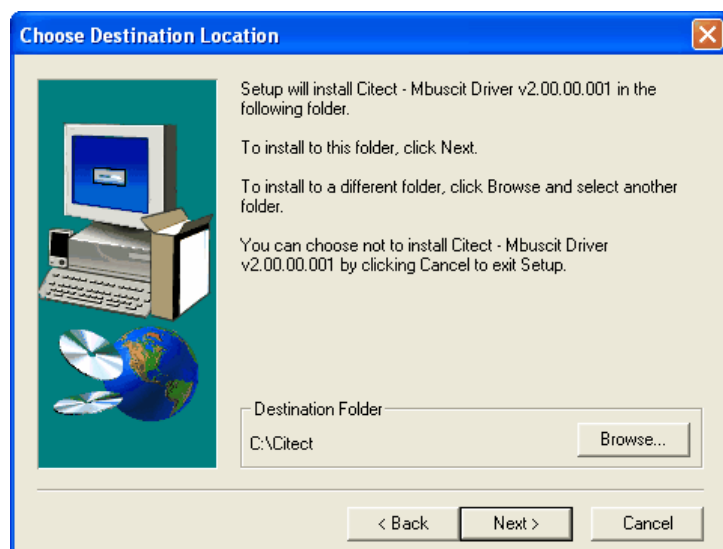 Choose Destination Location
Setup will install Citect - Mbuscit Driver v2.00.00.001 in the
following folder.
To install to this folder, click Next.
To install to a different folder, click Browse and select another
folder.
You can choose not to install Citect - Mbuscit Driver
v2.00.00.001 by clicking Cancel to exit Setup.
Destination Folder
C:\Citect
Browse...
< Back
Next >
Cancel